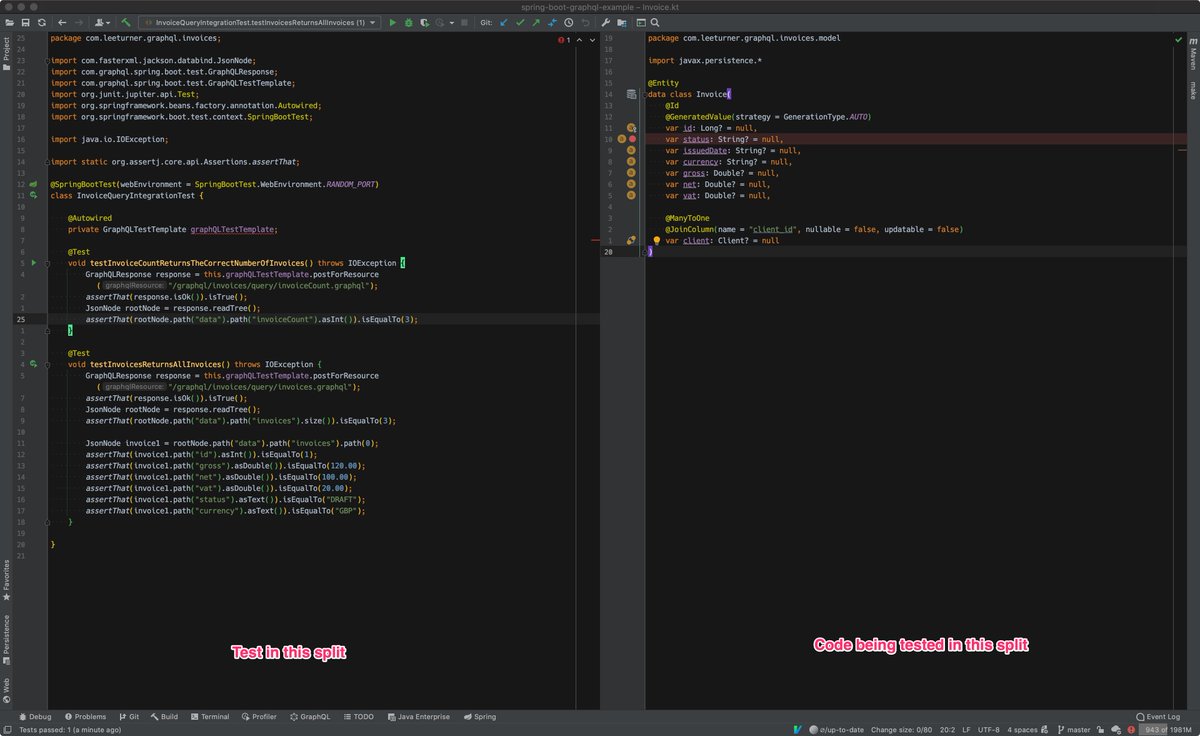 spring-boot-graphql-example – Invoice.kt
InvoiceQueryIntegrationTest.testInvoicesReturnsAllInvoices (1)
Git:
Project
Favorites
Persistence
Web
25 package com.leeturner.graphql.invoices;
24
23 import com.fasterxml.jackson.databind.JsonNode;
22 import com.graphql.spring.boot.test.GraphQLResponse;
21 import com.graphql.spring.boot.test.GraphQLTestTemplate;
20 import org.junit.jupiter.api.Test;
19 import org.springframework.beans.factory.annotation.Autowired;
18 import org.springframework.boot.test.context.SpringBootTest;
17
16 import java.io.IOException;
15
14 import static org.assertj.core.api.Assertions.assertThat;
13
12 @SpringBootTest(webEnvironment = SpringBootTest.WebEnvironment.RANDOM_PORT)
11 class InvoiceQueryIntegrationTest {
10
9 @Autowired
8 private GraphQLTestTemplate graphQLTestTemplate;
7
6 @Test
5 void testInvoiceCountReturnsTheCorrectNumberOfInvoices() throws IOException {
4 GraphQLResponse response = this.graphQLTestTemplate.postForResource
( graphqlResource: "/graphql/invoices/query/invoiceCount.graphql");
2 assertThat(response.isOk()).isTrue();
1 JsonNode rootNode = response.readTree();
25 assertThat(rootNode.path("data").path("invoiceCount").asInt()).isEqualTo(3);
1 }
2
3 @Test
4 void testInvoicesReturnsAllInvoices() throws IOException {
5 GraphQLResponse response = this.graphQLTestTemplate.postForResource
( graphqlResource: "/graphql/invoices/query/invoices.graphql");
7 assertThat(response.isOk()).isTrue();
8 JsonNode rootNode = response.readTree();
9 assertThat(rootNode.path("data").path("invoices").size()).isEqualTo(3);
10
11 JsonNode invoice1 = rootNode.path("data").path("invoices").path(0);
12 assertThat(invoice1.path("id").asInt()).isEqualTo(1);
13 assertThat(invoice1.path("gross").asDouble()).isEqualTo(120.00);
14 assertThat(invoice1.path("net").asDouble()).isEqualTo(100.00);
15 assertThat(invoice1.path("vat").asDouble()).isEqualTo(20.00);
16 assertThat(invoice1.path("status").asText()).isEqualTo("DRAFT");
17 assertThat(invoice1.path("currency").asText()).isEqualTo("GBP");
18 }
19
20 }
21
Test in this split
1
19 package com.leeturner.graphql.invoices.model
18
17 import javax.persistence.*
16
15 @Entity
14 data class Invoice(
13 @Id
12 @GeneratedValue(strategy = GenerationType.AUTO)
11 var id: Long? = null,
10 var status: String? = null,
9 var issuedDate: String? = null,
8 var currency: String? = null,
7 var gross: Double? = null,
6 var net: Double? = null,
5 var vat: Double? = null,
4
3 @ManyToOne
2 @JoinColumn(name = "client_id", nullable = false, updatable = false)
1 var client: Client? = null
20 )
Code being tested in this split
Maven
make
Debug Problems Git Build Terminal Profiler GraphQL TODO Java Enterprise Spring Event Log
Tests passed: 1 (a minute ago) ∅/up-to-date Change size: 0/80 20:2 LF UTF-8 4 spaces master 943 of 1981M